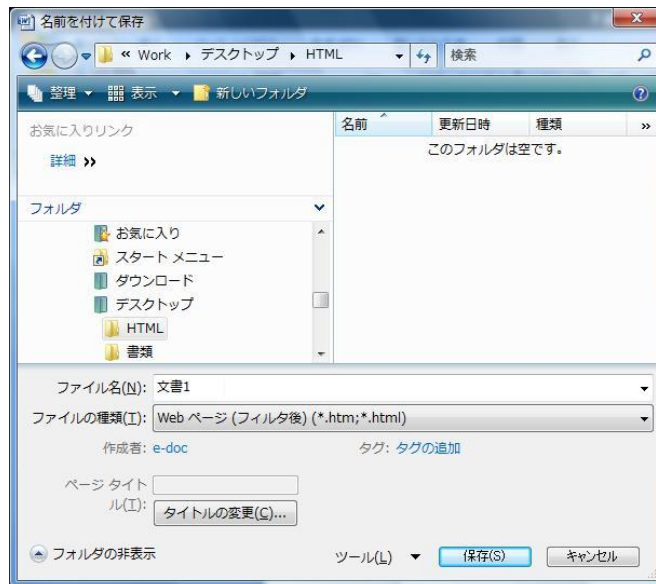 名前を付けて保存
« Work ▸ デスクトップ ▸ HTML
検索
整理 ▼ 表示 ▼ 新しいフォルダ
お気に入りリンク
詳細 »
フォルダ
お気に入り
スタート メニュー
ダウンロード
デスクトップ
HTML
書類
名前 更新日時 種類 »
このフォルダは空です。
ファイル名(N): 文書1
ファイルの種類(T): Web ページ (フィルタ後) (*.htm;*.html)
作成者: e-doc タグ: タグの追加
ページ タイト
ル(I):
タイトルの変更(C)...
フォルダの非表示
ツール(L) ▼ 保存(S) キャンセル